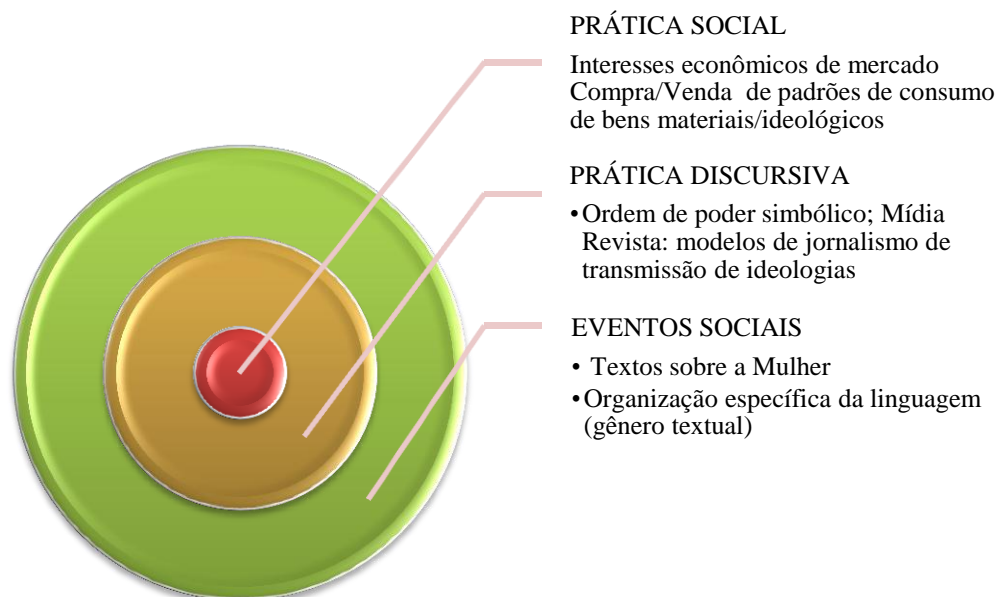 PRÁTICA SOCIAL
Interesses econômicos de mercado
Compra/Venda de padrões de consumo
de bens materiais/ideológicos
PRÁTICA DISCURSIVA
•Ordem de poder simbólico; Mídia
Revista: modelos de jornalismo de
transmissão de ideologias
EVENTOS SOCIAIS
• Textos sobre a Mulher
•Organização específica da linguagem
(gênero textual)